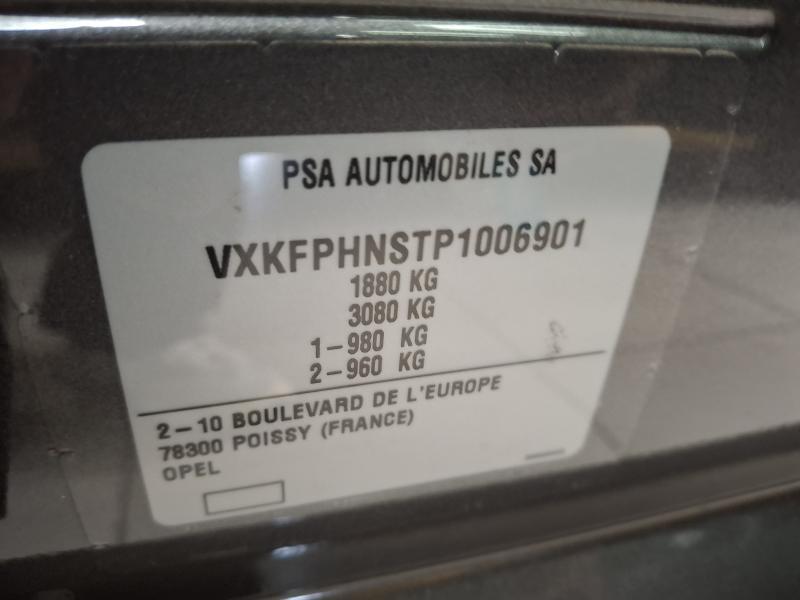 PSA AUTOMOBILES SA
VXKFPHNSTP1006901
1880 KG
3080 KG
1-980 KG
2-960 KG
2-10 BOULEVARD DE L'EUROPE
78300 POISSY (FRANCE)
OPEL